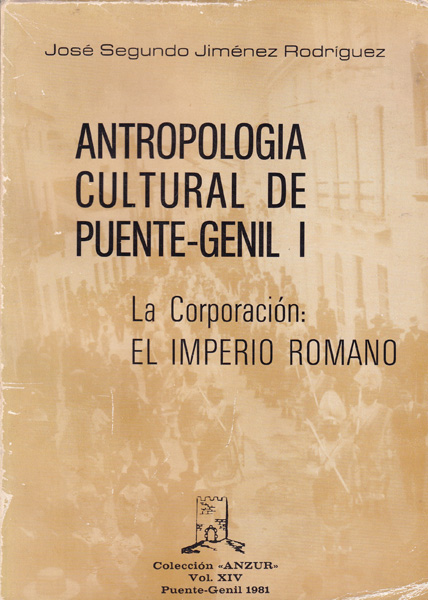 José Segundo Jiménez Rodríguez
ANTROPOLOGIA
CULTURAL DE
PUENTE-GENIL I
La Corporación:
EL IMPERIO ROMANO
Colección «ANZUR»
Vol. XIV
Puente-Genil 1981